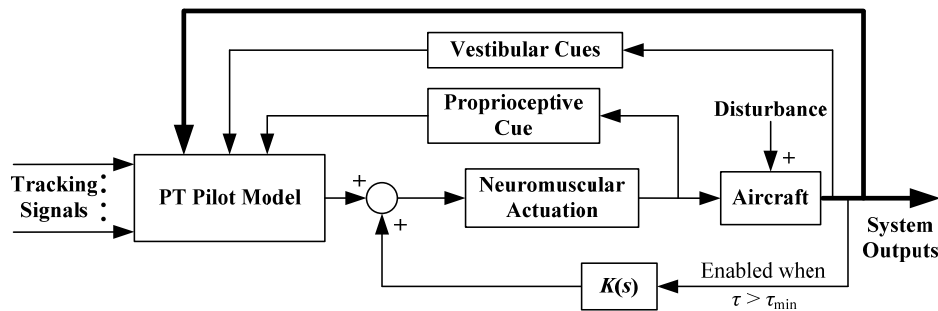 Vestibular Cues
Proprioceptive
Cue
Disturbance
+
Tracking
Signals
PT Pilot Model
+
+
Neuromuscular
Actuation
Aircraft
System
Outputs
K(s)
Enabled when
τ > τmin